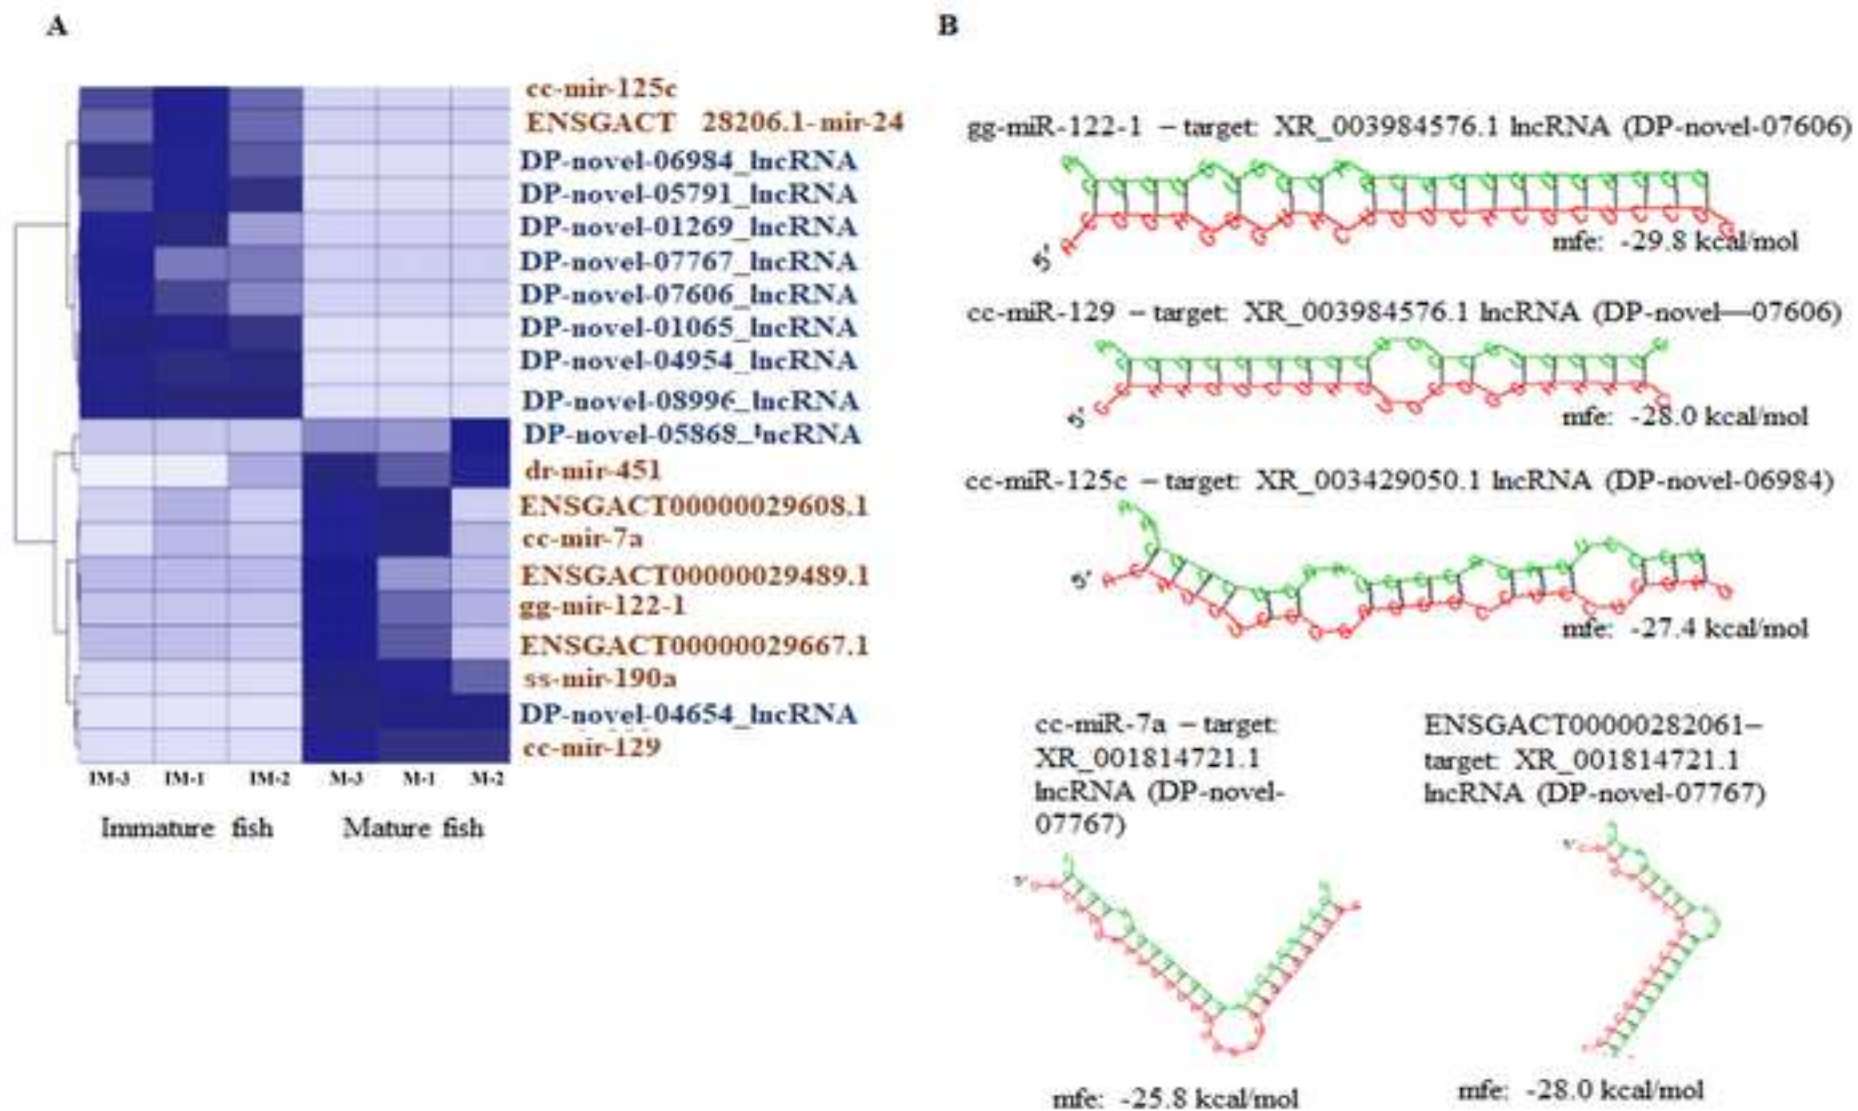 A
cc-mir-125c
ENSGACT 28206.1-mir-24
DP-novel-06984_lncRNA
DP-novel-05791_lncRNA
DP-novel-01269_lncRNA
DP-novel-07767_lncRNA
DP-novel-07606_lncRNA
DP-novel-01065_lncRNA
DP-novel-04954_lncRNA
DP-novel-08996_lncRNA
DP-novel-05868_lncRNA
dr-mir-451
ENSGACT00000029608.1
cc-mir-7a
ENSGACT00000029489.1
gg-mir-122-1
ENSGACT00000029667.1
ss-mir-190a
DP-novel-04654_lncRNA
cc-mir-129
IM-3 IM-1 IM-2 M-3 M-1 M-2
Immature fish Mature fish
B
gg-miR-122-1 – target: XR_003984576.1 lncRNA (DP-novel-07606)
5'
mfe: -29.8 kcal/mol
cc-miR-129 – target: XR_003984576.1 lncRNA (DP-novel—07606)
5'
mfe: -28.0 kcal/mol
cc-miR-125c – target: XR_003429050.1 lncRNA (DP-novel-06984)
5'
mfe: -27.4 kcal/mol
cc-miR-7a – target:
XR_001814721.1
lncRNA (DP-novel-
07767)
5'
mfe: -25.8 kcal/mol
ENSGACT00000282061–
target: XR_001814721.1
lncRNA (DP-novel-07767)
5'
mfe: -28.0 kcal/mol